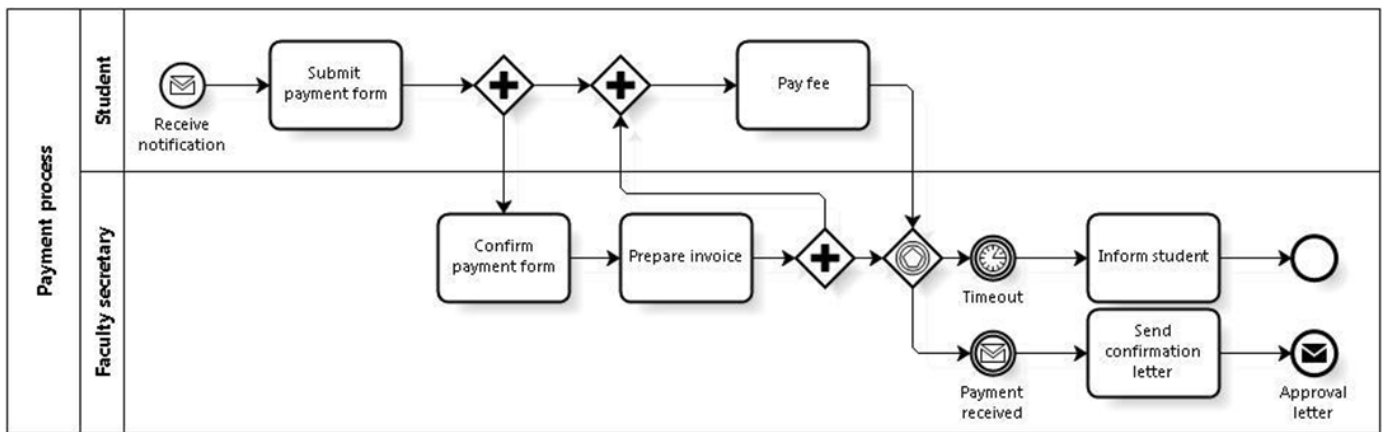 Payment process
Student
Receive
notification
Submit
payment form
Pay fee
Faculty secretary
Confirm
payment form
Prepare invoice
Timeout
Inform student
Payment
received
Send
confirmation
letter
Approval
letter